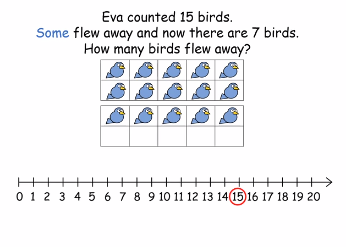 Eva counted 15 birds.
Some flew away and now there are 7 birds.
How many birds flew away?
0 1 2 3 4 5 6 7 8 9 10 11 12 13 14 15 16 17 18 19 20